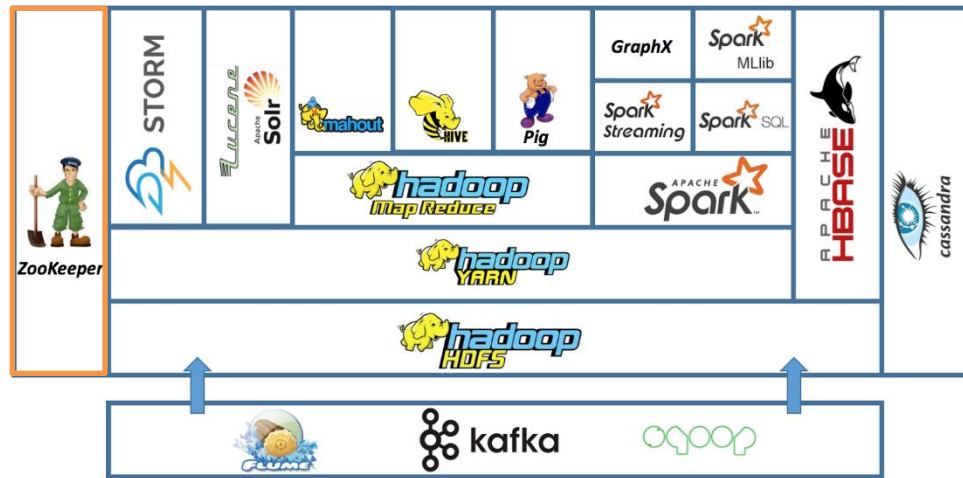 ZooKeeper
STORM
Lucene
Apache
Solr
mahout
HIVE
Pig
GraphX
Spark
MLlib
Spark
Streaming
Spark SQL
hadoop
Map Reduce
APACHE
Spark™
APACHE
HBASE
cassandra
hadoop
YARN
hadoop
HDFS
FLUME
kafka
sqoop